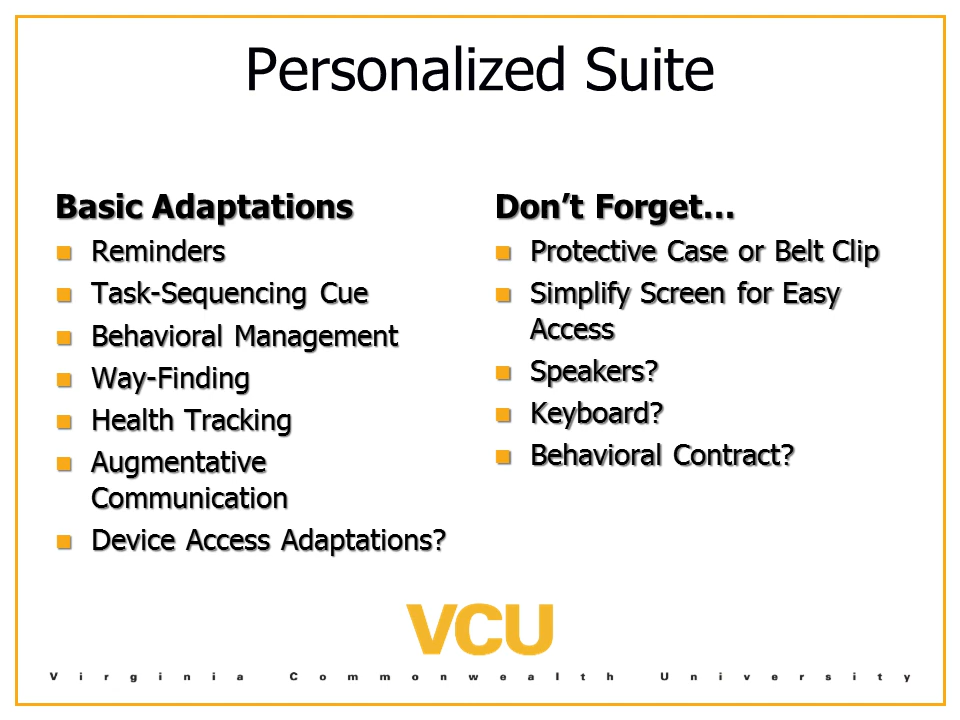 Personalized Suite
Basic Adaptations
Reminders
Task-Sequencing Cue
Behavioral Management
Way-Finding
Health Tracking
Augmentative
Communication
Device Access Adaptations?
Don’t Forget…
Protective Case or Belt Clip
Simplify Screen for Easy
Access
Speakers?
Keyboard?
Behavioral Contract?
VCU
Virginia Commonwealth University